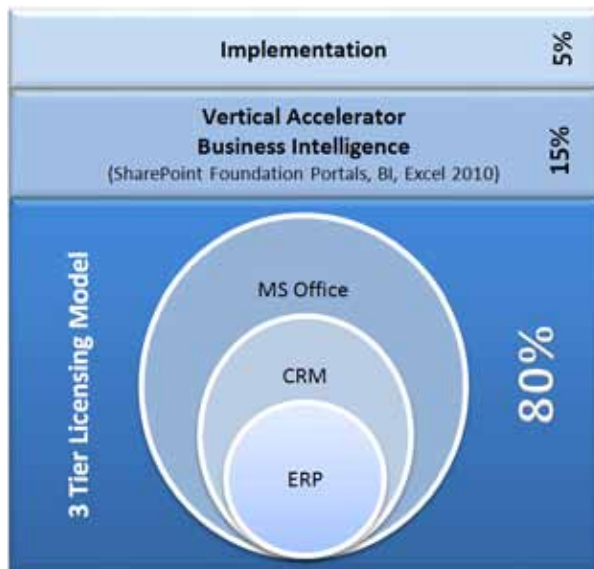 Implementation
5%
Vertical Accelerator
Business Intelligence
(SharePoint Foundation Portals, BI, Excel 2010)
15%
3 Tier Licensing Model
MS Office
CRM
ERP
80%